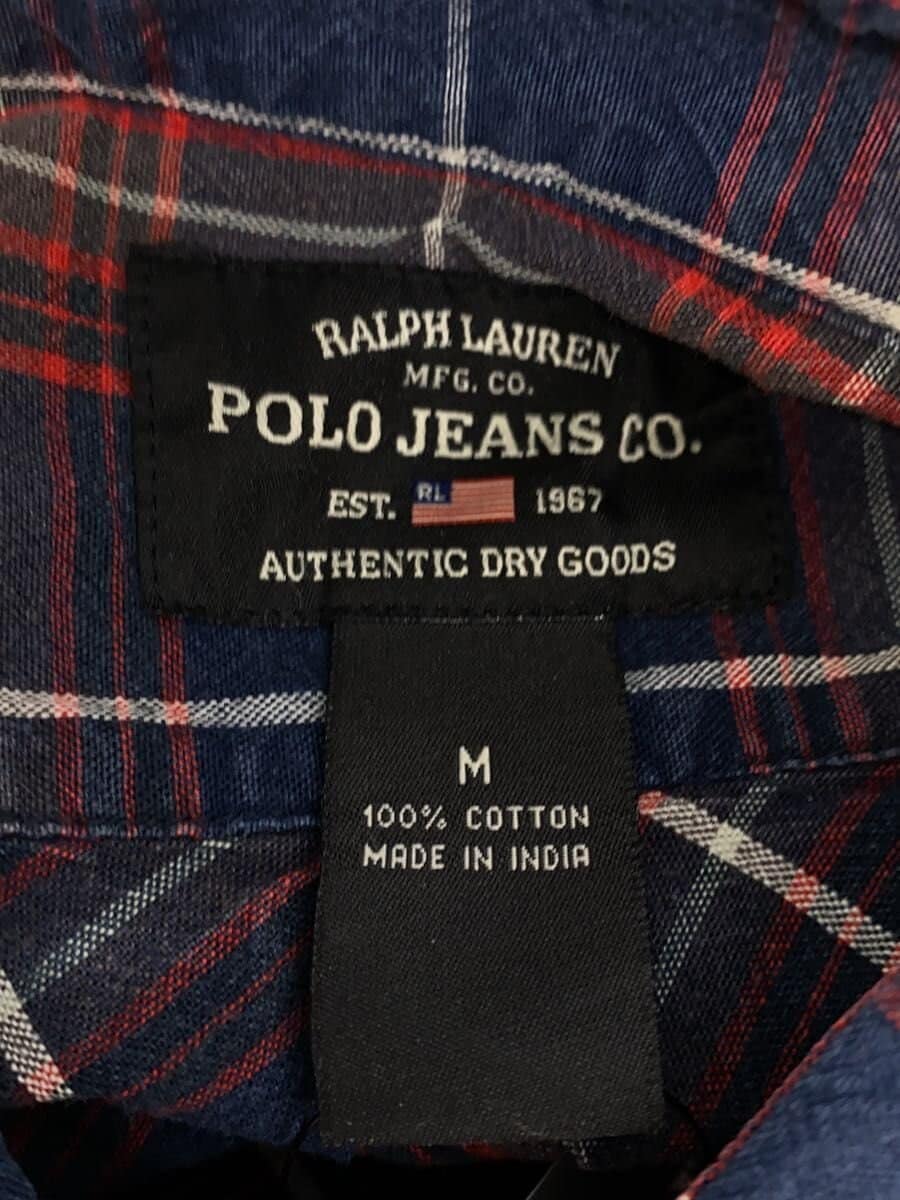 RALPH LAUREN
MFG. CO.
POLO JEANS CO.
EST. RL 1967
AUTHENTIC DRY GOODS
M
100% COTTON
MADE IN INDIA